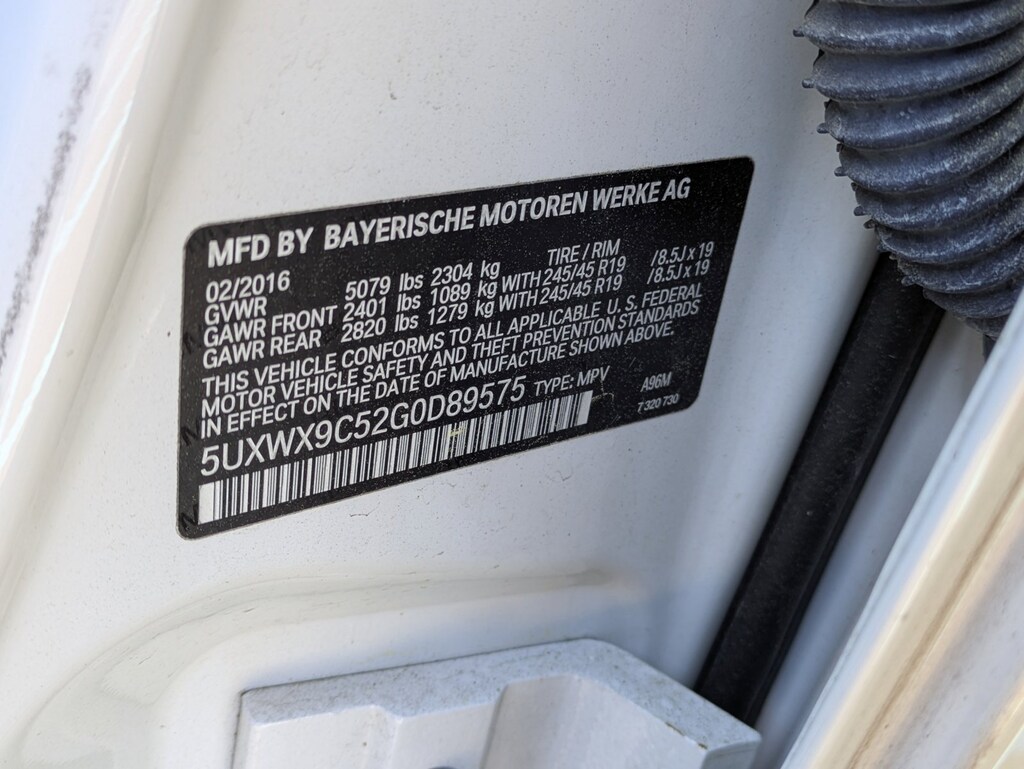 MFD BY BAYERISCHE MOTOREN WERKE AG
02/2016 TIRE / RIM
GVWR 5079 lbs 2304 kg
GAWR FRONT 2401 lbs 1089 kg WITH 245/45 R19 /8.5J x 19
GAWR REAR 2820 lbs 1279 kg WITH 245/45 R19 /8.5J x 19
THIS VEHICLE CONFORMS TO ALL APPLICABLE U. S. FEDERAL
MOTOR VEHICLE SAFETY AND THEFT PREVENTION STANDARDS
IN EFFECT ON THE DATE OF MANUFACTURE SHOWN ABOVE.
5UXWX9C52G0D89575 TYPE: MPV A96M
7 320 730